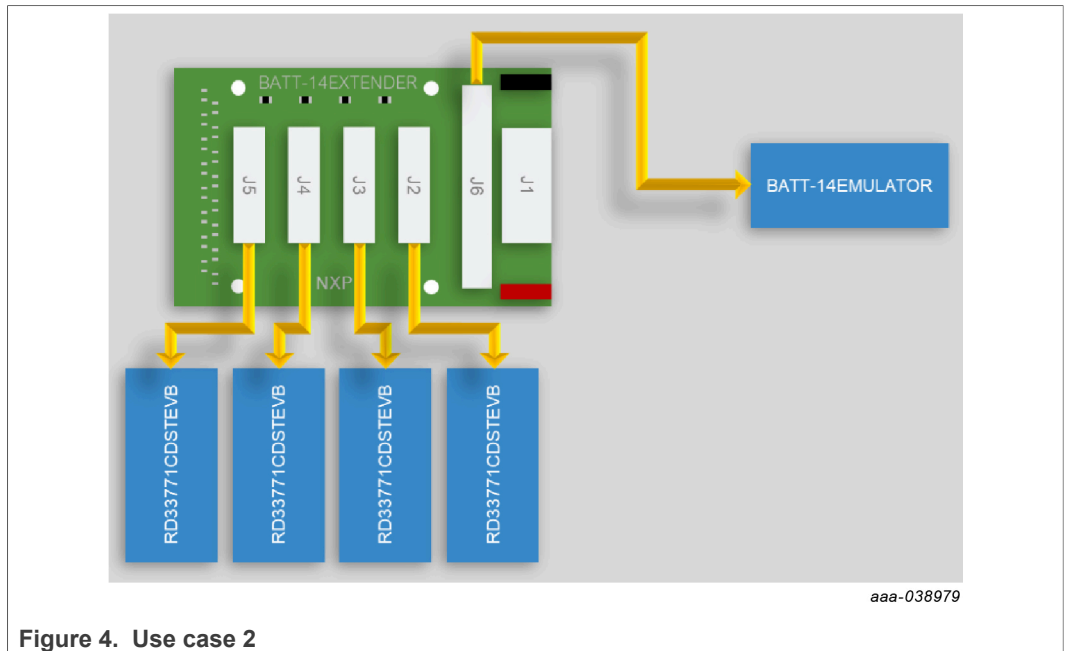 BATT-14EXTENDER
J5
J4
J3
J2
J6
J1
NXP
BATT-14EMULATOR
RD33771CDSTEVB
RD33771CDSTEVB
RD33771CDSTEVB
RD33771CDSTEVB
aaa-038979
Figure 4. Use case 2